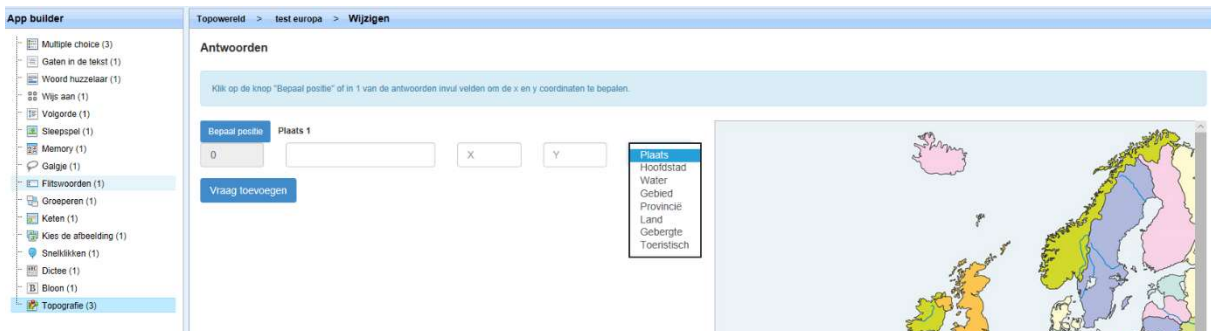 App builder
Multiple choice (3)
Gaten in de tekst (1)
Woord huzzelaar (1)
Wijs aan (1)
Volgorde (1)
Sleepspel (1)
Memory (1)
Galgje (1)
Flitswoorden (1)
Groeperen (1)
Keten (1)
Kies de afbeelding (1)
Snelklikken (1)
Dictee (1)
Bloon (1)
Topografie (3)
Topowereld > test europa > Wijzigen
Antwoorden
Klik op de knop "Bepaal positie" of in 1 van de antwoorden invul velden om de x en y coordinaten te bepalen.
Bepaal positie Plaats 1
0 X Y
Plaats
Hoofdstad
Water
Gebied
Provincië
Land
Gebergte
Toeristisch
Vraag toevoegen